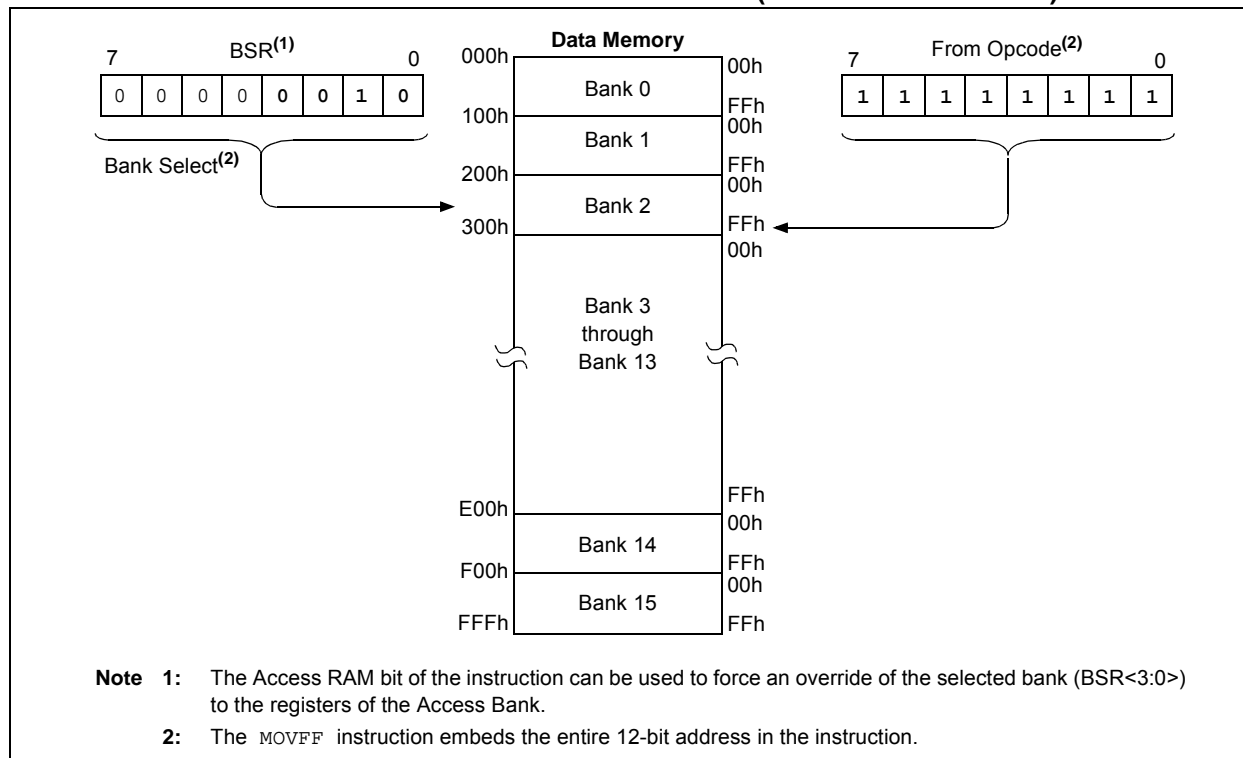 7 BSR(1) 0
0 0 0 0 0 0 1 0
Bank Select(2)
Data Memory
000h
Bank 0
00h
FFh
100h
Bank 1
00h
FFh
200h
Bank 2
00h
FFh
300h
00h
Bank 3
through
Bank 13
FFh
E00h
Bank 14
00h
FFh
F00h
Bank 15
00h
FFFh
FFh
7 From Opcode(2) 0
1 1 1 1 1 1 1 1
Note 1: The Access RAM bit of the instruction can be used to force an override of the selected bank (BSR<3:0>)
to the registers of the Access Bank.
2: The MOVFF instruction embeds the entire 12-bit address in the instruction.